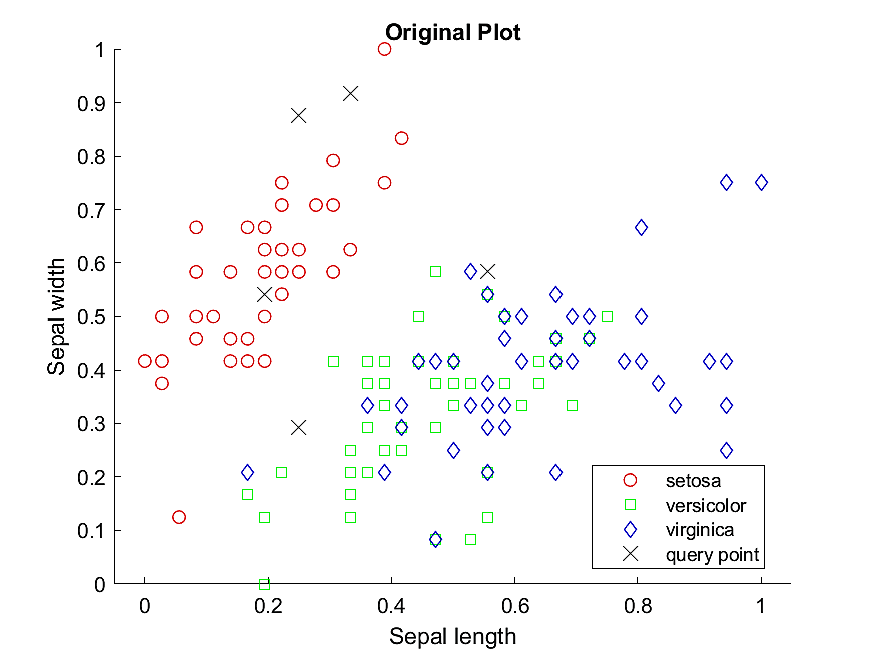 Original Plot
1
0.9
0.8
0.7
0.6
0.5
0.4
0.3
0.2
0.1
0
Sepal width
0 0.2 0.4 0.6 0.8 1
Sepal length
setosa
versicolor
virginica
query point